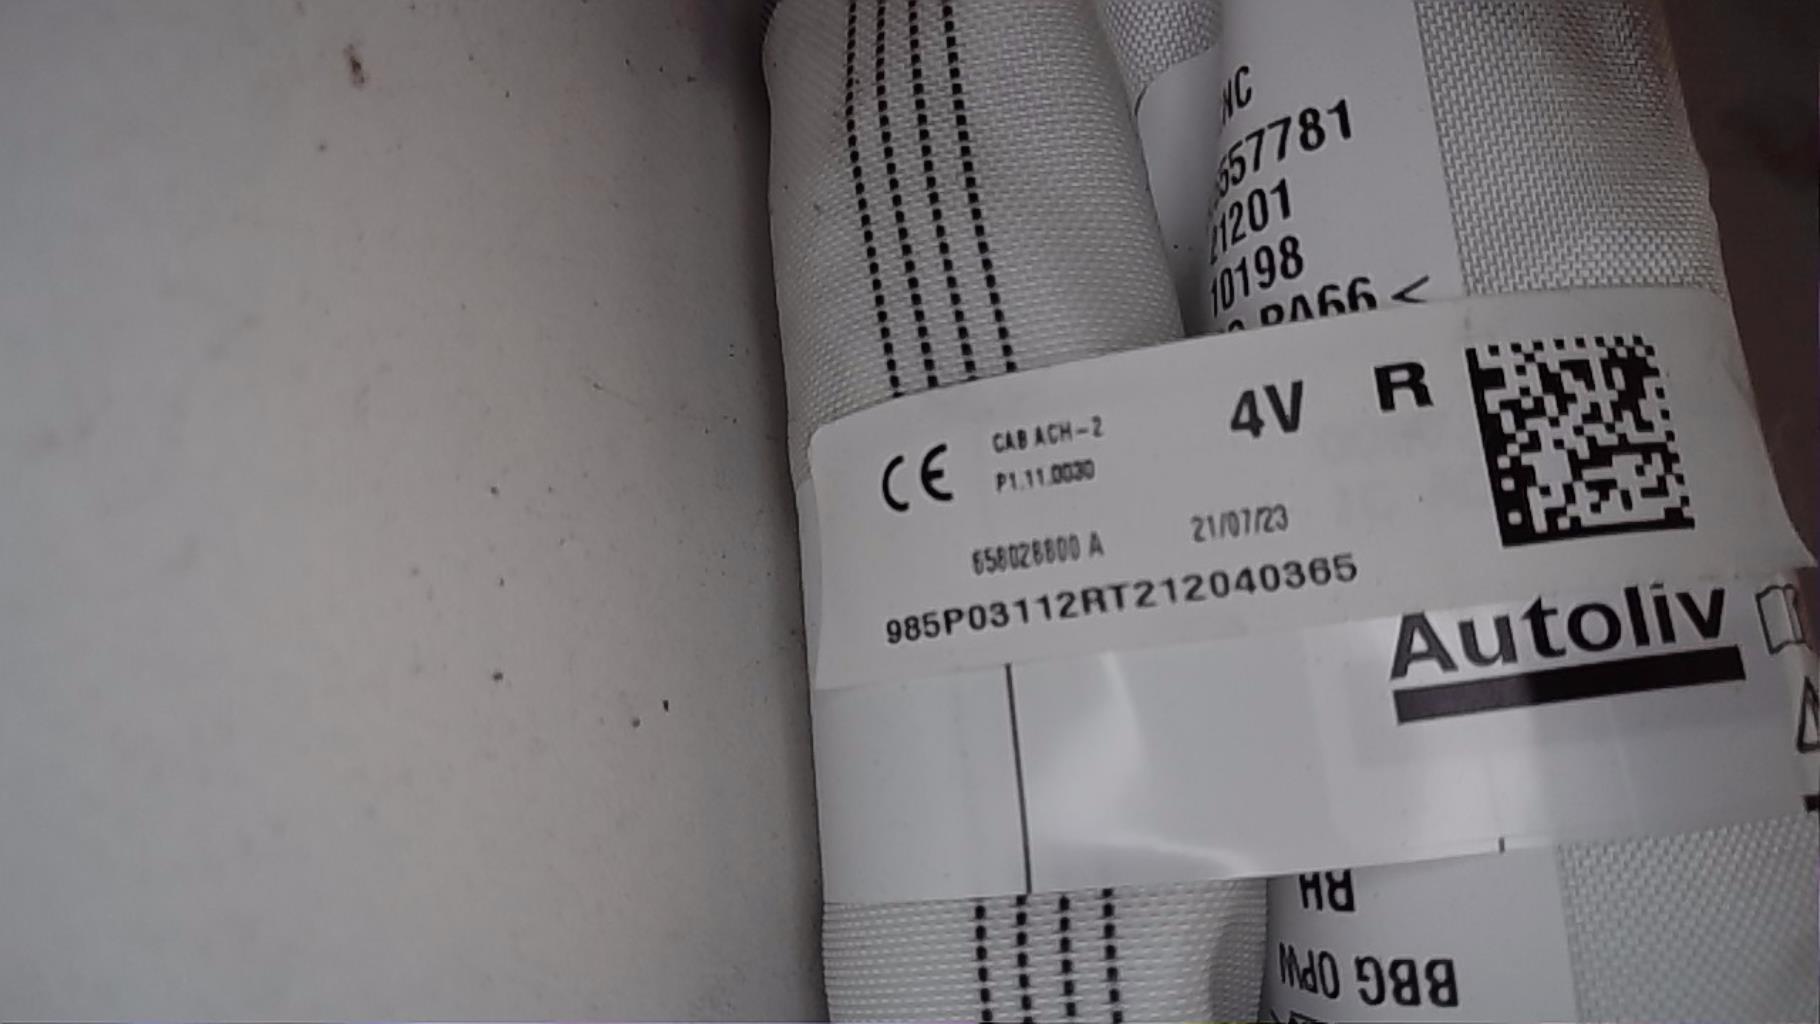 NC
557781
21201
10198
PA66 <
4V R
CE CAB ACH-2
P1.11.0030
658028800 A 21/07/23
985P03112RT212040365
Autoliv
RH
BBG OPW